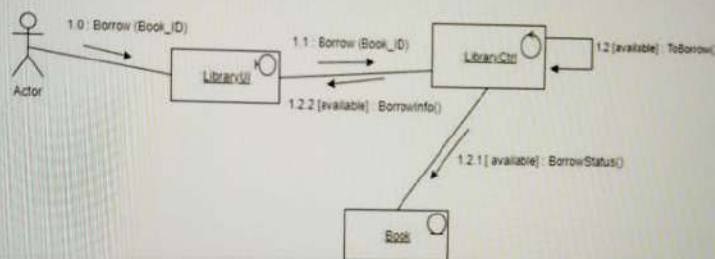 1.0 : Borrow (Book_ID)
Actor
LibraryUI
1.1 : Borrow (Book_ID)
1.2.2 [available] : BorrowInfo()
LibraryCtrl
1.2 [available] : ToBorrow()
1.2.1 [ available] : BorrowStatus()
Book